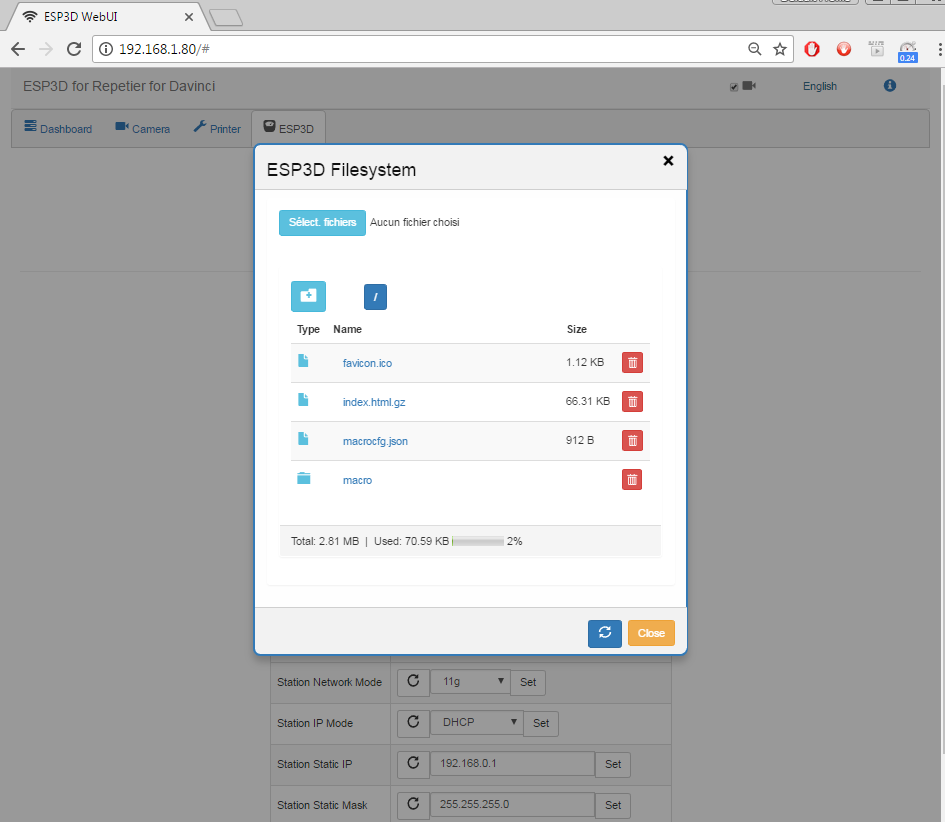 ESP3D WebUI
192.168.1.80/#
0.24
ESP3D for Repetier for Davinci
English
Dashboard
Camera
Printer
ESP3D
ESP3D Filesystem
Sélect. fichiers
Aucun fichier choisi
/
Type Name Size
favicon.ico 1.12 KB
index.html.gz 66.31 KB
macrocfg.json 912 B
macro
Total: 2.81 MB | Used: 70.59 KB 2%
Close
Station Network Mode 11g Set
Station IP Mode DHCP Set
Station Static IP 192.168.0.1 Set
Station Static Mask 255.255.255.0 Set